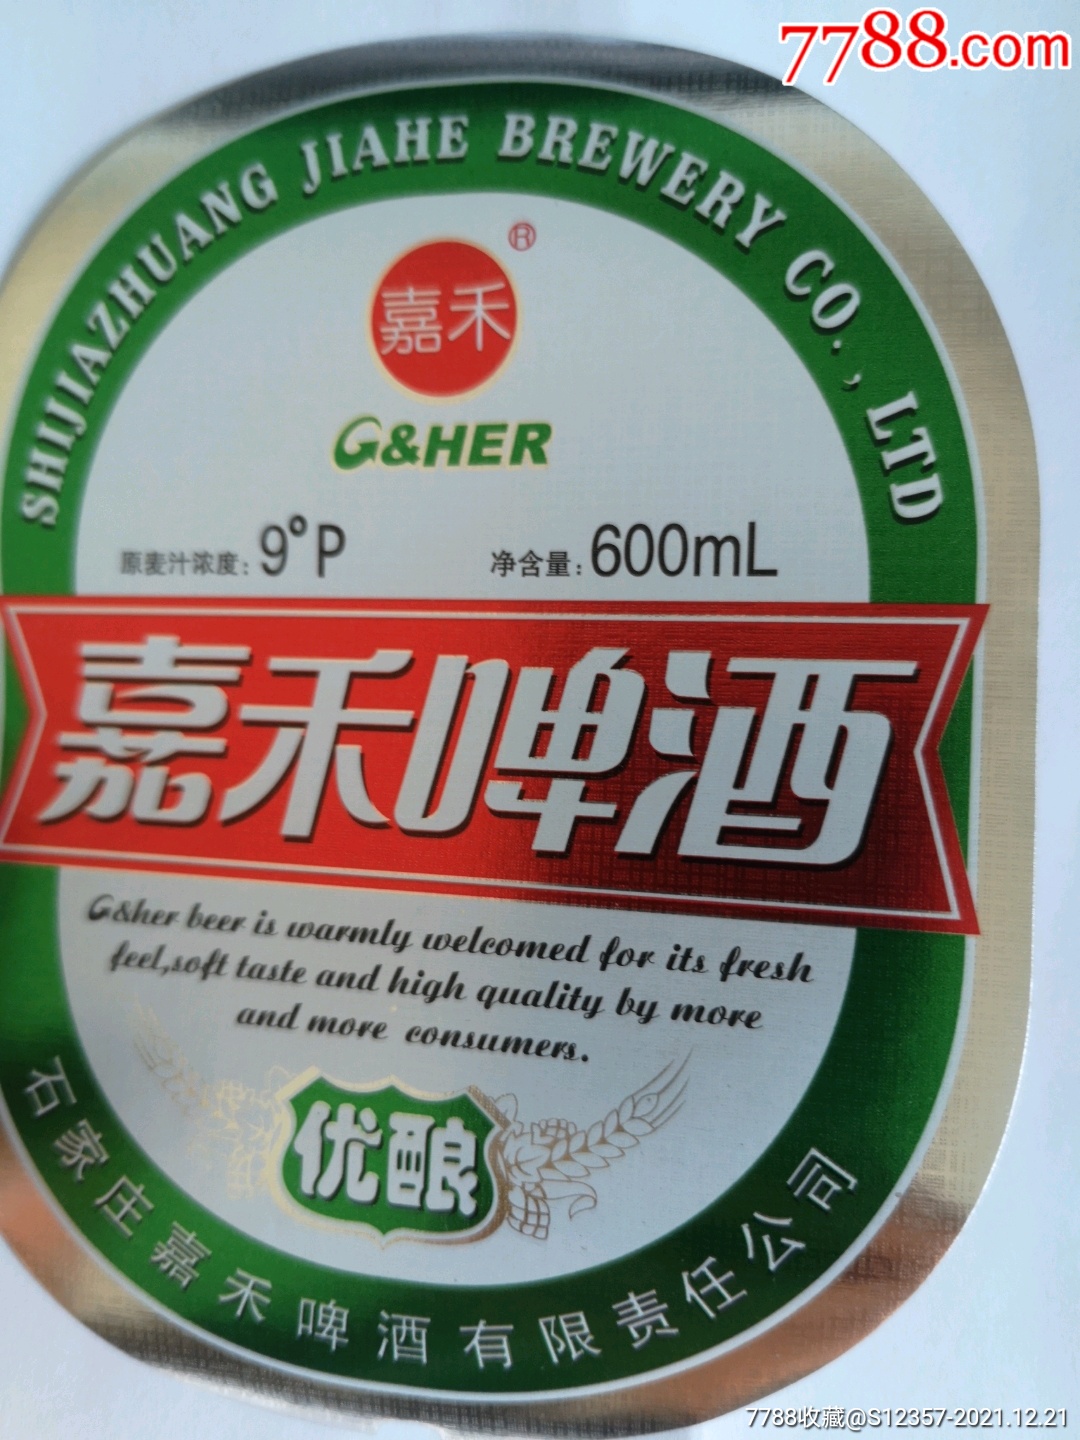 7788.com
SHIJIAZHUANG JIAHE BREWERY CO., LTD
嘉禾®
G&HER
原麦汁浓度: 9°P 净含量: 600mL
嘉禾啤酒
G&her beer is warmly welcomed for its fresh
feel,soft taste and high quality by more
and more consumers.
优酿
石家庄嘉禾啤酒有限责任公司
7788收藏@S12357-2021.12.21